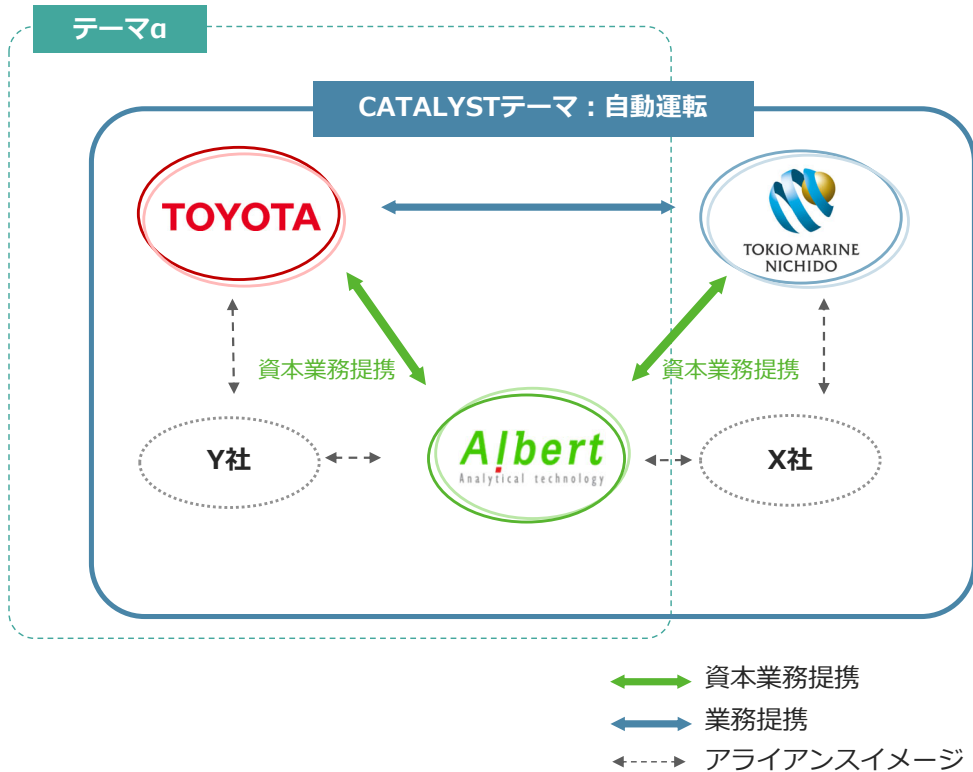 テーマα
CATALYSTテーマ：自動運転
TOYOTA
TOKIO MARINE
NICHIDO
資本業務提携
資本業務提携
Y社
Albert
Analytical technology
X社
資本業務提携
業務提携
アライアンスイメージ